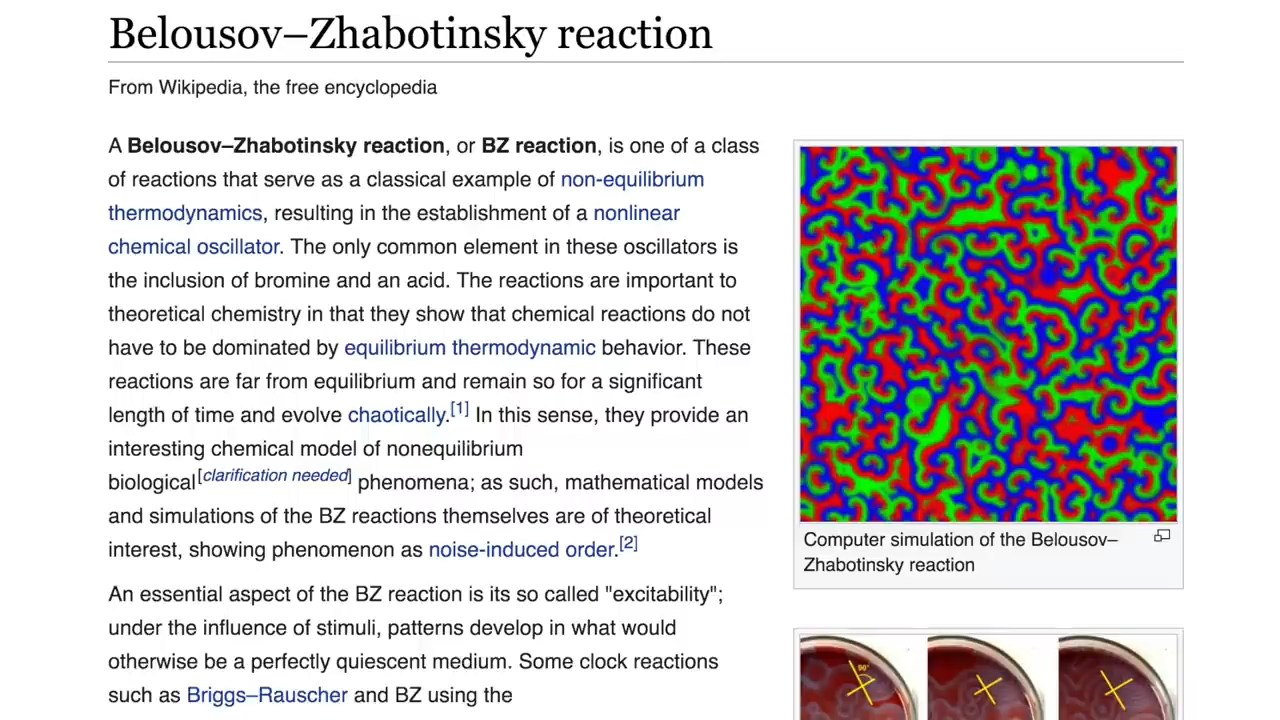 Belousov–Zhabotinsky reaction
From Wikipedia, the free encyclopedia
A Belousov–Zhabotinsky reaction, or BZ reaction, is one of a class
of reactions that serve as a classical example of non-equilibrium
thermodynamics, resulting in the establishment of a nonlinear
chemical oscillator. The only common element in these oscillators is
the inclusion of bromine and an acid. The reactions are important to
theoretical chemistry in that they show that chemical reactions do not
have to be dominated by equilibrium thermodynamic behavior. These
reactions are far from equilibrium and remain so for a significant
length of time and evolve chaotically.[1] In this sense, they provide an
interesting chemical model of nonequilibrium
biological[clarification needed] phenomena; as such, mathematical models
and simulations of the BZ reactions themselves are of theoretical
interest, showing phenomenon as noise-induced order.[2]
An essential aspect of the BZ reaction is its so called "excitability";
under the influence of stimuli, patterns develop in what would
otherwise be a perfectly quiescent medium. Some clock reactions
such as Briggs–Rauscher and BZ using the
Computer simulation of the Belousov–
Zhabotinsky reaction
90°